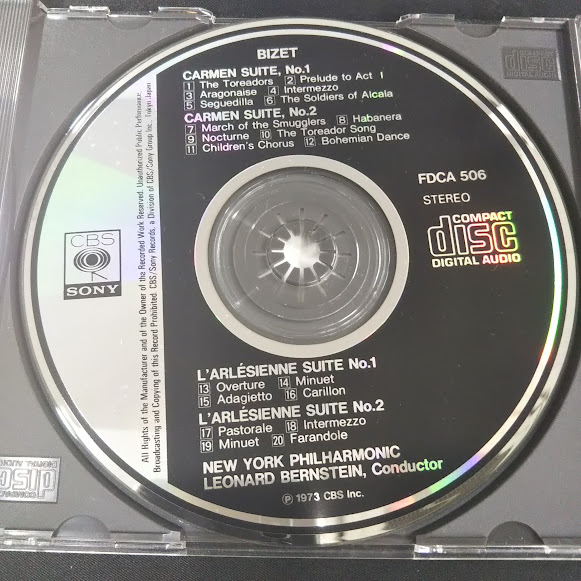 BIZET
CARMEN SUITE, No.1
1 The Toreadors 2 Prelude to Act I
3 Aragonaise 4 Intermezzo
5 Seguedilla 6 The Soldiers of Alcala
CARMEN SUITE, No.2
7 March of the Smugglers 8 Habanera
9 Nocturne 10 The Toreador Song
11 Children's Chorus 12 Bohemian Dance
FDCA 506
STEREO
COMPACT
disc
DIGITAL AUDIO
CBS
SONY
All Rights of the Manufacturer and of the Owner of the Recorded Work Reserved. Unauthorized Public Performance.
Broadcasting and Copying of this Record Prohibited. CBS/Sony Records, a Division of CBS/Sony Group Inc., Tokyo Japan
L'ARLÉSIENNE SUITE No.1
13 Overture 14 Minuet
15 Adagietto 16 Carillon
L'ARLÉSIENNE SUITE No.2
17 Pastorale 18 Intermezzo
19 Minuet 20 Farandole
NEW YORK PHILHARMONIC
LEONARD BERNSTEIN, Conductor
Ⓟ 1973 CBS Inc.
COMPACT
disc
DIGITAL AUDIO
COMPACT
disc
DIGITAL AUDIO